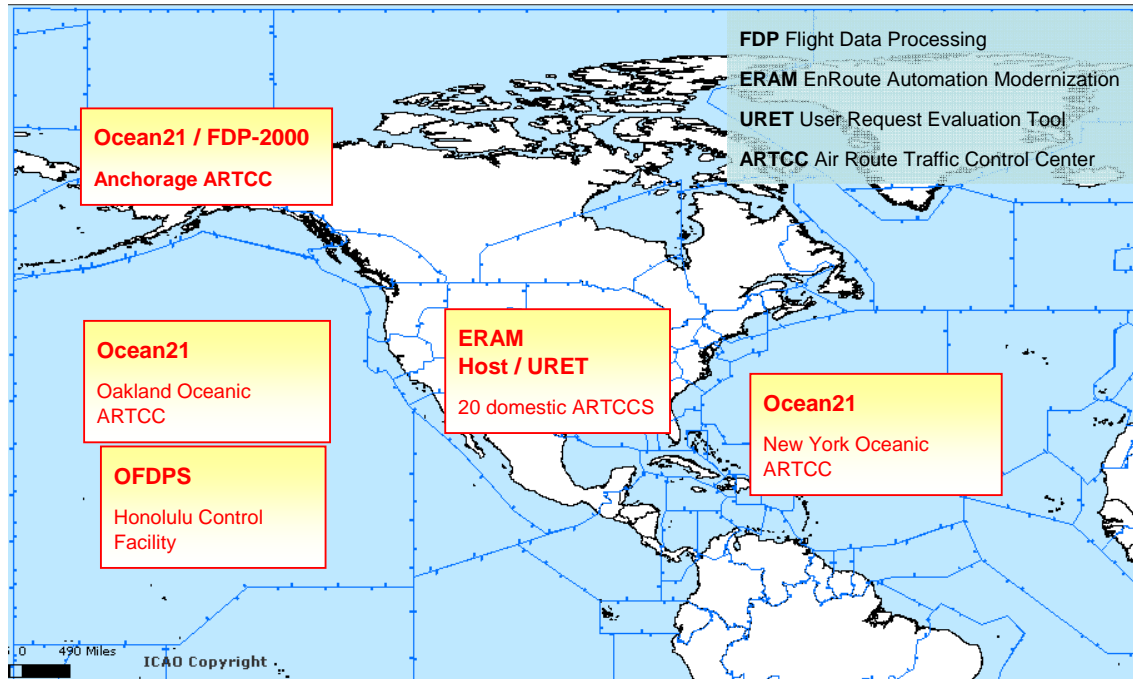 FDP Flight Data Processing
ERAM EnRoute Automation Modernization
URET User Request Evaluation Tool
ARTCC Air Route Traffic Control Center
Ocean21 / FDP-2000
Anchorage ARTCC
Ocean21
Oakland Oceanic
ARTCC
ERAM
Host / URET
20 domestic ARTCCS
Ocean21
New York Oceanic
ARTCC
OFDPS
Honolulu Control
Facility
0 490 Miles
ICAO Copyright